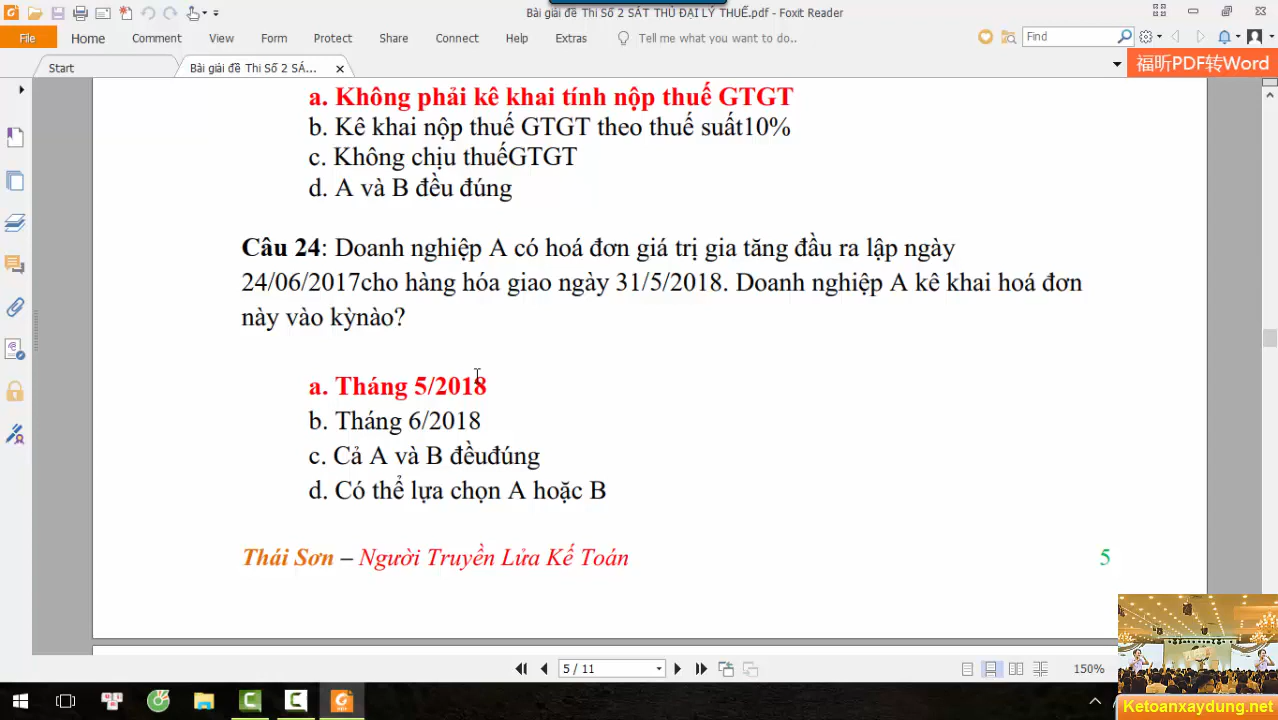 Bài giải đề Thi Số 2 SÁT THỦ ĐẠI LÝ THUẾ.pdf - Foxit Reader
File Home Comment View Form Protect Share Connect Help Extras Tell me what you want to do.. Find
Start Bài giải đề Thi Số 2 SÁ... 福昕PDF转Word
a. Không phải kê khai tính nộp thuế GTGT
b. Kê khai nộp thuế GTGT theo thuế suất10%
c. Không chịu thuếGTGT
d. A và B đều đúng
Câu 24: Doanh nghiệp A có hoá đơn giá trị gia tăng đầu ra lập ngày
24/06/2017cho hàng hóa giao ngày 31/5/2018. Doanh nghiệp A kê khai hoá đơn
này vào kỳnào?
a. Tháng 5/2018
b. Tháng 6/2018
c. Cả A và B đềuđúng
d. Có thể lựa chọn A hoặc B
Thái Sơn – Người Truyền Lửa Kế Toán 5
5 / 11 150%
Ketoanxaydung.net